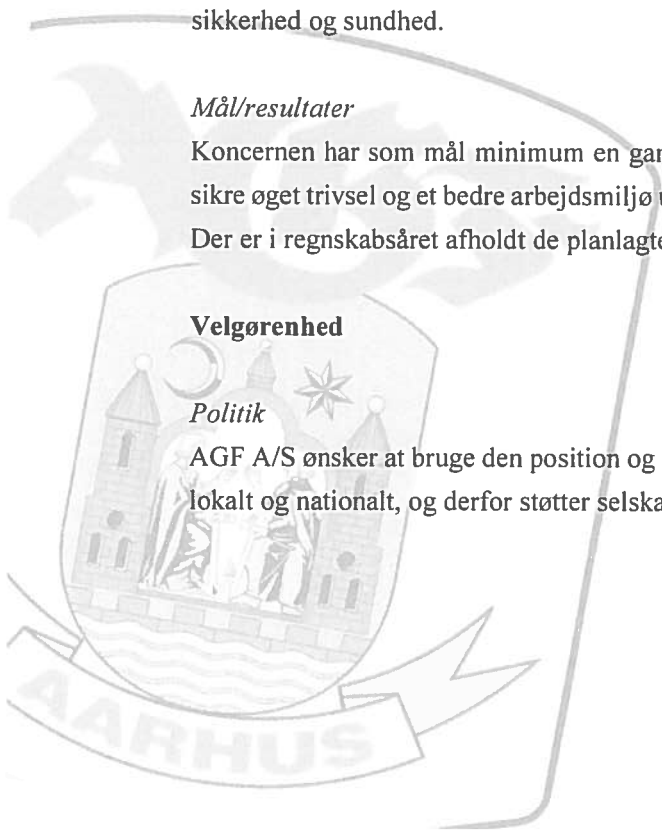 sikkerhed og sundhed.
Mål/resultater
Koncernen har som mål minimum en
sikre øget trivsel og et bedre arbejdsmiljø
Der er i regnskabsåret afholdt de planlagte
Velgørenhed
Politik
AGF A/S ønsker at bruge den position og
lokalt og nationalt, og derfor støtter
AGF
AARHUS